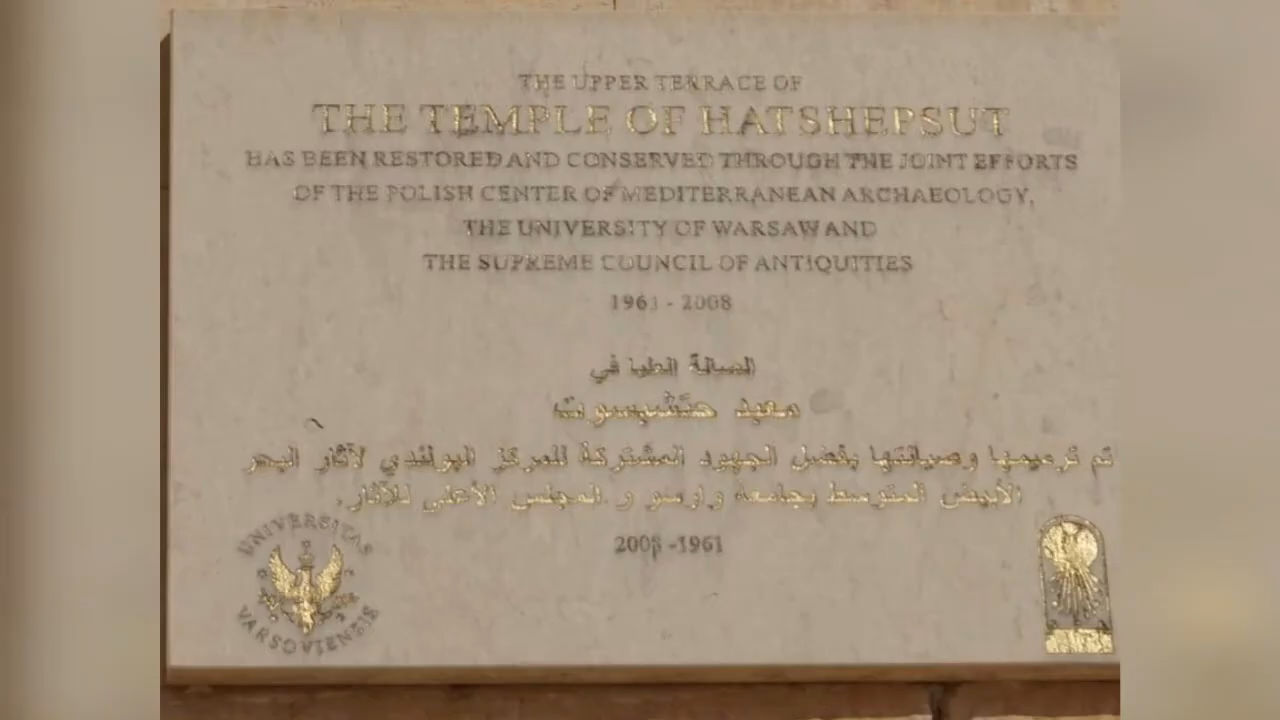 THE UPPER TERRACE OF
THE TEMPLE OF HATSHEPSUT
HAS BEEN RESTORED AND CONSERVED THROUGH THE JOINT EFFORTS
OF THE POLISH CENTER OF MEDITERRANEAN ARCHAEOLOGY,
THE UNIVERSITY OF WARSAW AND
THE SUPREME COUNCIL OF ANTIQUITIES
1961 - 2008
الصالة العليا في
معبد حتشبسوت
تم ترميمها وصيانتها بفضل الجهود المشتركة للمركز البولندي لآثار البحر
الأبيض المتوسط بجامعة وارسو و المجلس الأعلى للآثار.
2008 -1961
UNIVERSITAS
VARSOVIENSIS